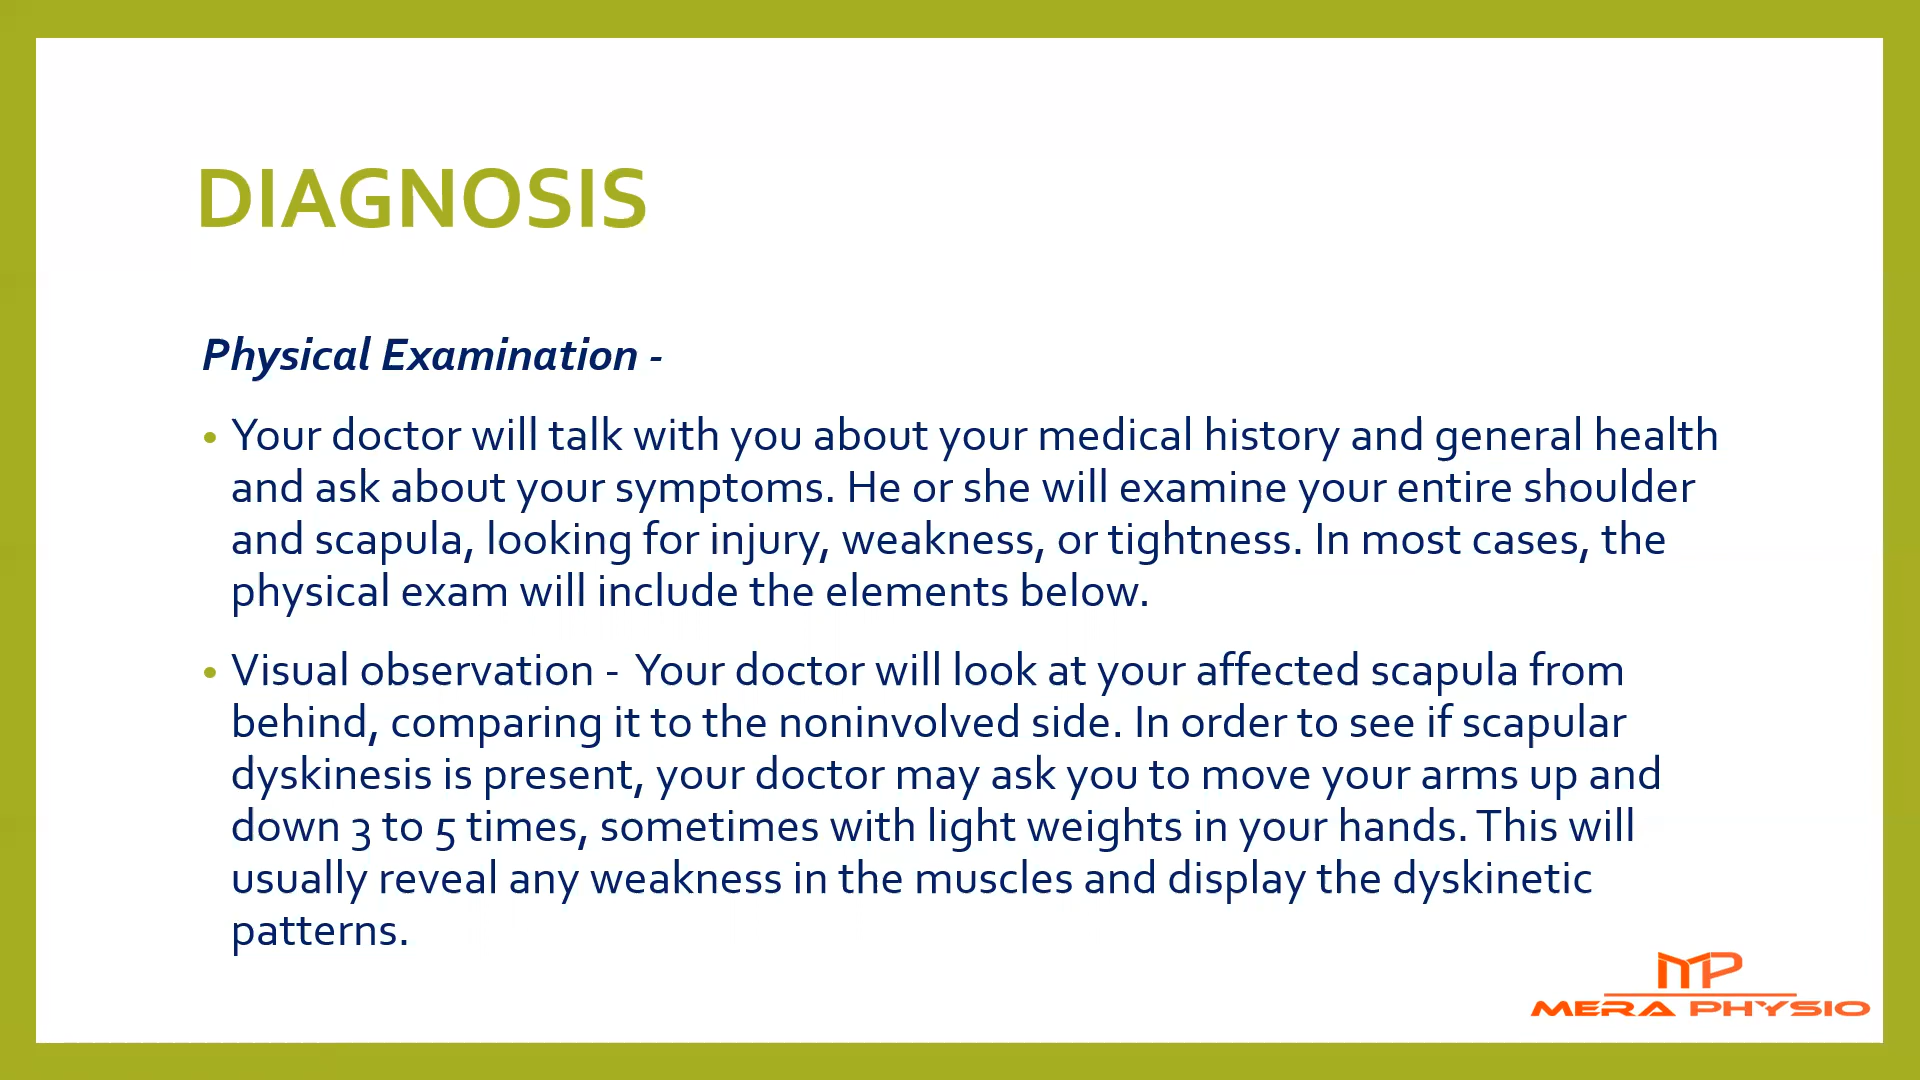 DIAGNOSIS
Physical Examination -
• Your doctor will talk with you about your medical history and general health
and ask about your symptoms. He or she will examine your entire shoulder
and scapula, looking for injury, weakness, or tightness. In most cases, the
physical exam will include the elements below.
• Visual observation - Your doctor will look at your affected scapula from
behind, comparing it to the noninvolved side. In order to see if scapular
dyskinesis is present, your doctor may ask you to move your arms up and
down 3 to 5 times, sometimes with light weights in your hands. This will
usually reveal any weakness in the muscles and display the dyskinetic
patterns.
MP
MERA PHYSIO